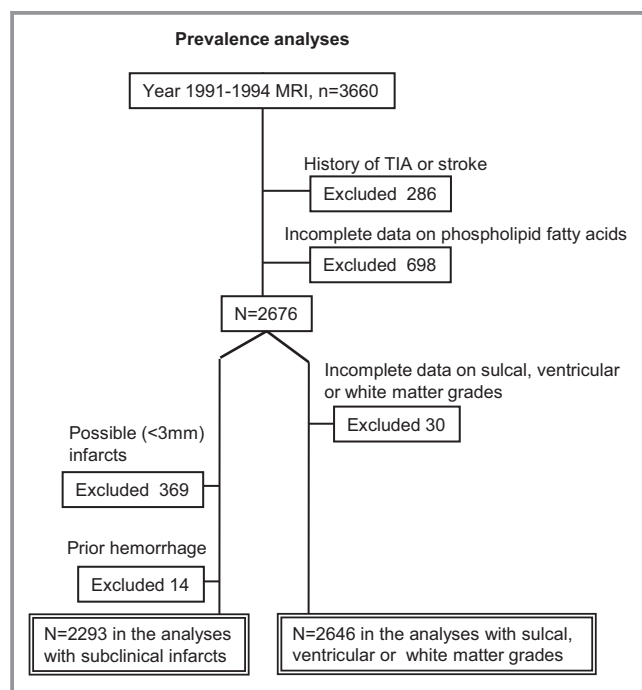 Prevalence analyses
Year 1991-1994 MRI, n=3660
History of TIA or stroke
Excluded 286
Incomplete data on phospholipid fatty acids
Excluded 698
N=2676
Incomplete data on sulcal, ventricular
or white matter grades
Excluded 30
Possible (<3mm)
infarcts
Excluded 369
Prior hemorrhage
Excluded 14
N=2293 in the analyses
with subclinical infarcts
N=2646 in the analyses with sulcal,
ventricular or white matter grades